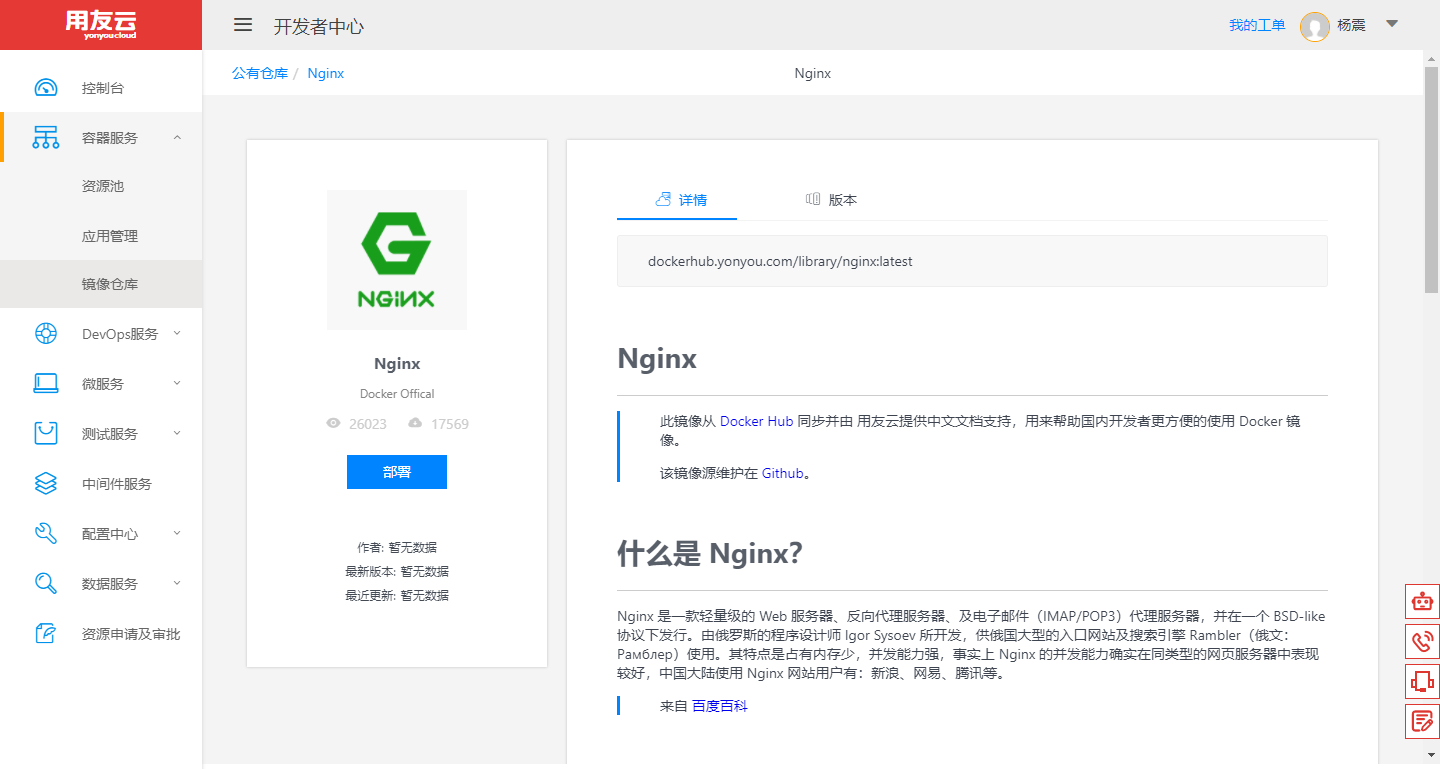 用友云
yonyoucloud
开发者中心
我的工单
杨震
公有仓库 / Nginx
Nginx
控制台
容器服务
资源池
应用管理
镜像仓库
DevOps服务
微服务
测试服务
中间件服务
配置中心
数据服务
资源申请及审批
NGINX
Nginx
Docker Offical
26023 17569
部署
作者: 暂无数据
最新版本: 暂无数据
最近更新: 暂无数据
详情 版本
dockerhub.yonyou.com/library/nginx:latest
Nginx
此镜像从 Docker Hub 同步并由 用友云提供中文文档支持，用来帮助国内开发者更方便的使用 Docker 镜
像。
该镜像源维护在 Github。
什么是 Nginx？
Nginx 是一款轻量级的 Web 服务器、反向代理服务器、及电子邮件（IMAP/POP3）代理服务器，并在一个 BSD-like
协议下发行。由俄罗斯的程序设计师 Igor Sysoev 所开发，供俄国大型的入口网站及搜索引擎 Rambler（俄文：
Рамблер）使用。其特点是占有内存少，并发能力强，事实上 Nginx 的并发能力确实在同类型的网页服务器中表现
较好，中国大陆使用 Nginx 网站用户有：新浪、网易、腾讯等。
来自 百度百科